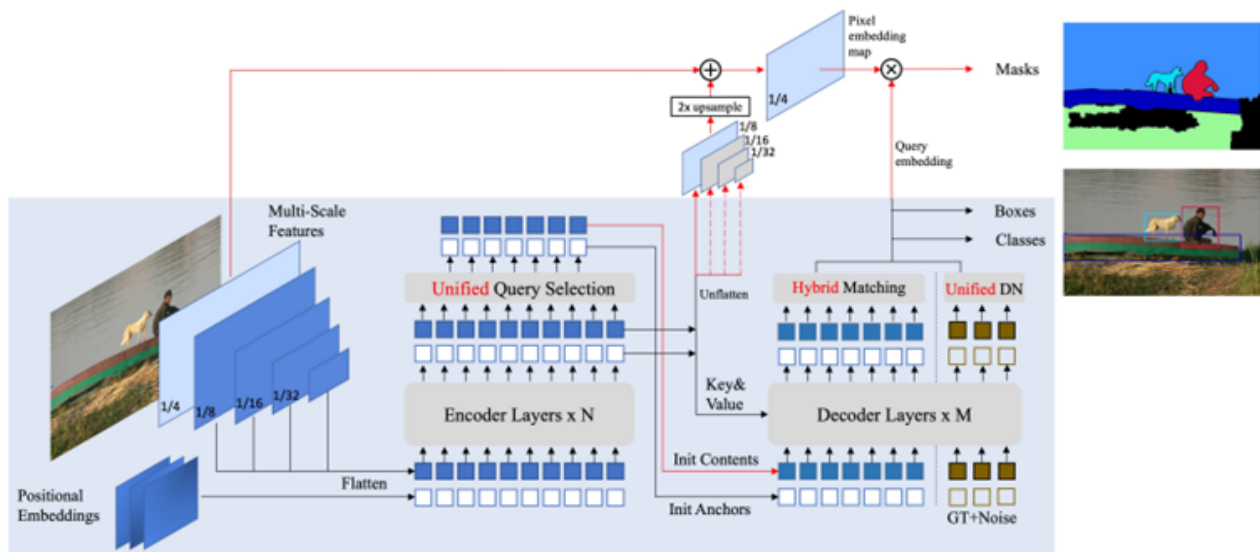 Pixel
embedding
map
1/4
Masks
2x upsample
1/8
1/16
1/32
Query
embedding
Multi-Scale
Features
Boxes
Classes
Unified Query Selection
Unflatten
Hybrid Matching
Unified DN
1/4
1/8
1/16
1/32
Encoder Layers x N
Key&
Value
Decoder Layers x M
Flatten
Init Contents
Positional
Embeddings
Init Anchors
GT+Noise